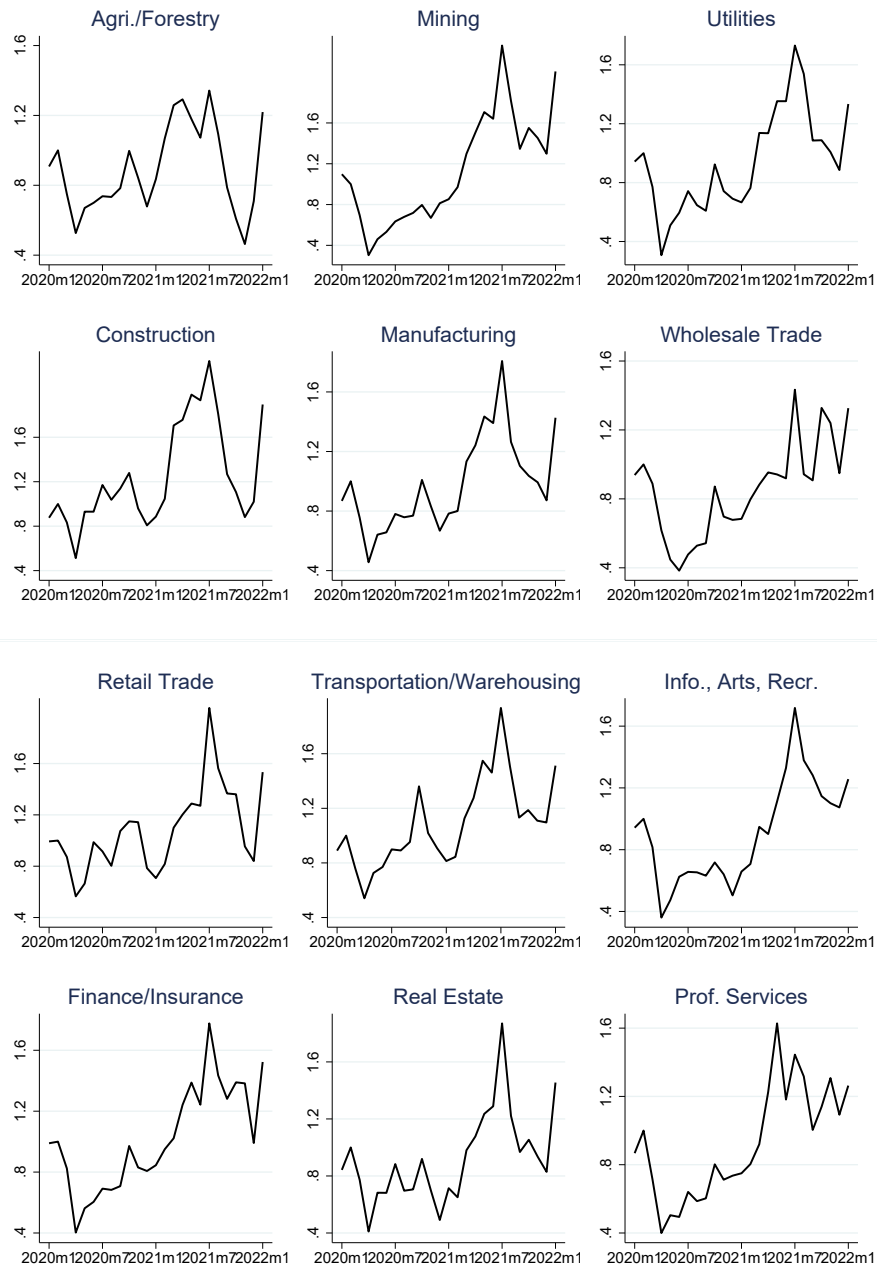 Agri./Forestry
Mining
Utilities
1.6
1.2
.8
.4
2020m1 2020m7 2021m1 2021m7 2022m1
1.6
1.2
.8
.4
2020m1 2020m7 2021m1 2021m7 2022m1
1.6
1.2
.8
.4
2020m1 2020m7 2021m1 2021m7 2022m1
Construction
Manufacturing
Wholesale Trade
1.6
1.2
.8
.4
2020m1 2020m7 2021m1 2021m7 2022m1
1.6
1.2
.8
.4
2020m1 2020m7 2021m1 2021m7 2022m1
1.6
1.2
.8
.4
2020m1 2020m7 2021m1 2021m7 2022m1
Retail Trade
Transportation/Warehousing
Info., Arts, Recr.
1.6
1.2
.8
.4
2020m1 2020m7 2021m1 2021m7 2022m1
1.6
1.2
.8
.4
2020m1 2020m7 2021m1 2021m7 2022m1
1.6
1.2
.8
.4
2020m1 2020m7 2021m1 2021m7 2022m1
Finance/Insurance
Real Estate
Prof. Services
1.6
1.2
.8
.4
2020m1 2020m7 2021m1 2021m7 2022m1
1.6
1.2
.8
.4
2020m1 2020m7 2021m1 2021m7 2022m1
1.6
1.2
.8
.4
2020m1 2020m7 2021m1 2021m7 2022m1